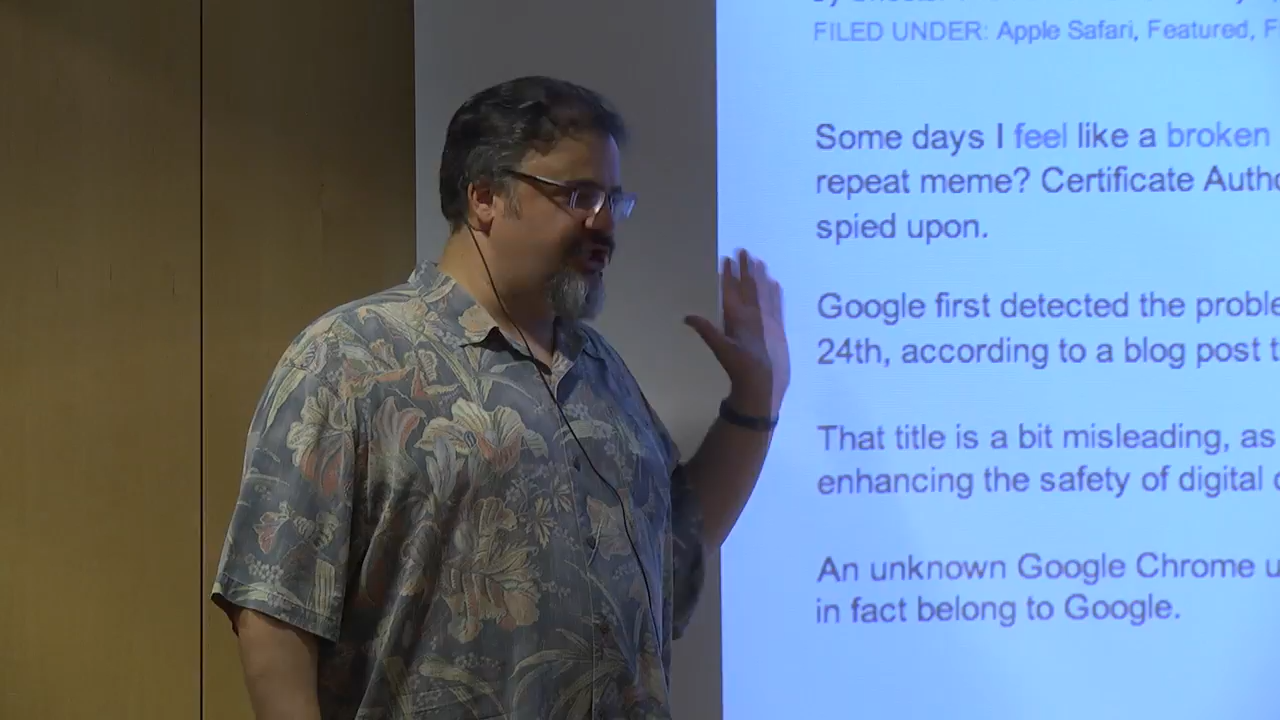 FILED UNDER: Apple Safari, Featured,
Some days I feel like a broken
repeat meme? Certificate
spied upon.
Google first detected the
24th, according to a blog post
That title is a bit misleading, as
enhancing the safety of digital
An unknown Google Chrome
in fact belong to Google.